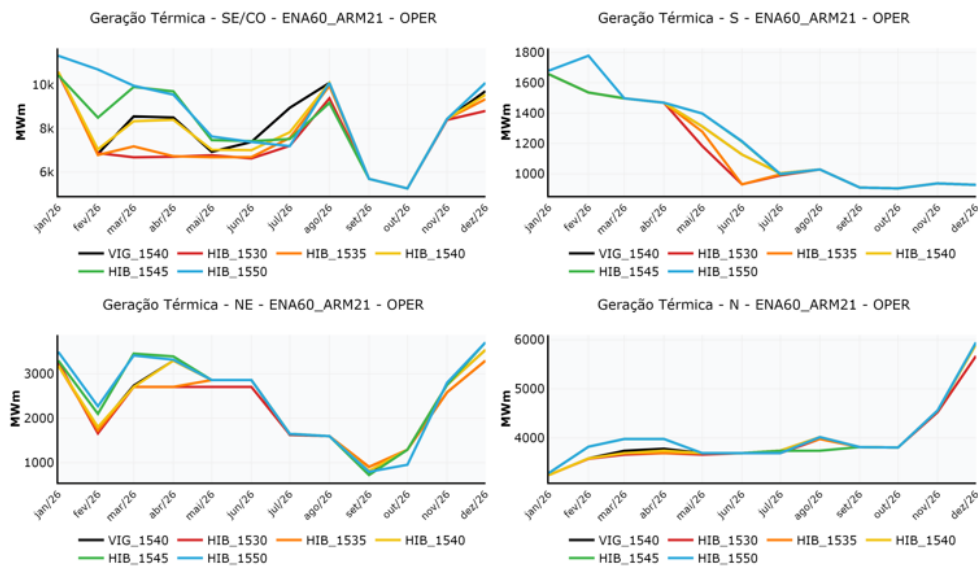 Geração Térmica - SE/CO - ENA60_ARM21 - OPER
MWm
10k
8k
6k
jan/26 fev/26 mar/26 abr/26 mai/26 jun/26 jul/26 ago/26 set/26 out/26 nov/26 dez/26
VIG_1540 HIB_1530 HIB_1535 HIB_1540
HIB_1545 HIB_1550
Geração Térmica - S - ENA60_ARM21 - OPER
MWm
1800
1600
1400
1200
1000
jan/26 fev/26 mar/26 abr/26 mai/26 jun/26 jul/26 ago/26 set/26 out/26 nov/26 dez/26
VIG_1540 HIB_1530 HIB_1535 HIB_1540
HIB_1545 HIB_1550
Geração Térmica - NE - ENA60_ARM21 - OPER
MWm
3000
2000
1000
jan/26 fev/26 mar/26 abr/26 mai/26 jun/26 jul/26 ago/26 set/26 out/26 nov/26 dez/26
VIG_1540 HIB_1530 HIB_1535 HIB_1540
HIB_1545 HIB_1550
Geração Térmica - N - ENA60_ARM21 - OPER
MWm
6000
5000
4000
jan/26 fev/26 mar/26 abr/26 mai/26 jun/26 jul/26 ago/26 set/26 out/26 nov/26 dez/26
VIG_1540 HIB_1530 HIB_1535 HIB_1540
HIB_1545 HIB_1550